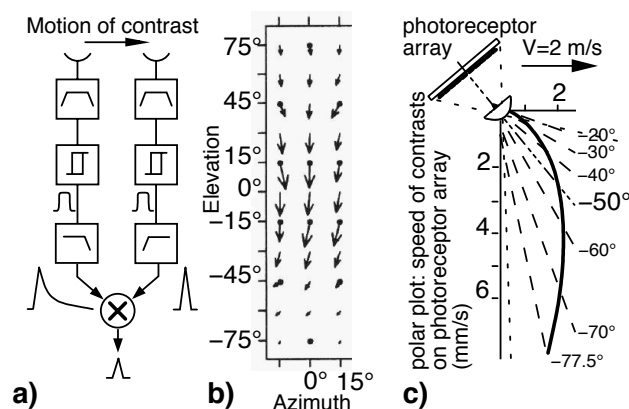 Motion of contrast
a)
Elevation
75°
45°
15°
0°
−15°
−45°
−75°
0° 15°
Azimuth
b)
photoreceptor
array
V=2 m/s
2
−20°
−30°
−40°
−50°
−60°
−70°
−77.5°
2
4
6
polar plot: speed of contrasts
on photoreceptor array
(mm/s)
c)